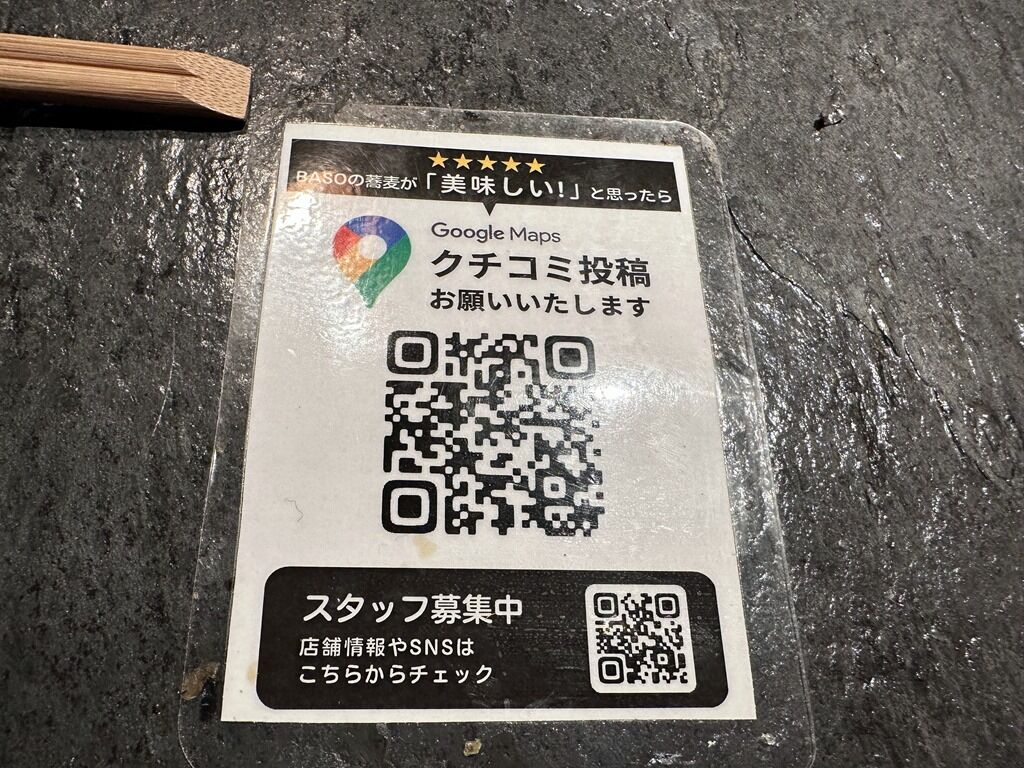 BASOの蕎麦が「美味しい!」と思ったら
Google Maps
クチコミ投稿
お願いいたします
スタッフ募集中
店舗情報やSNSは
こちらからチェック